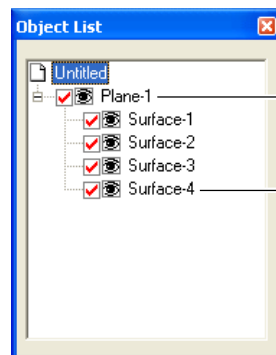 Object List
Untitled
Plane-1
Surface-1
Surface-2
Surface-3
Surface-4